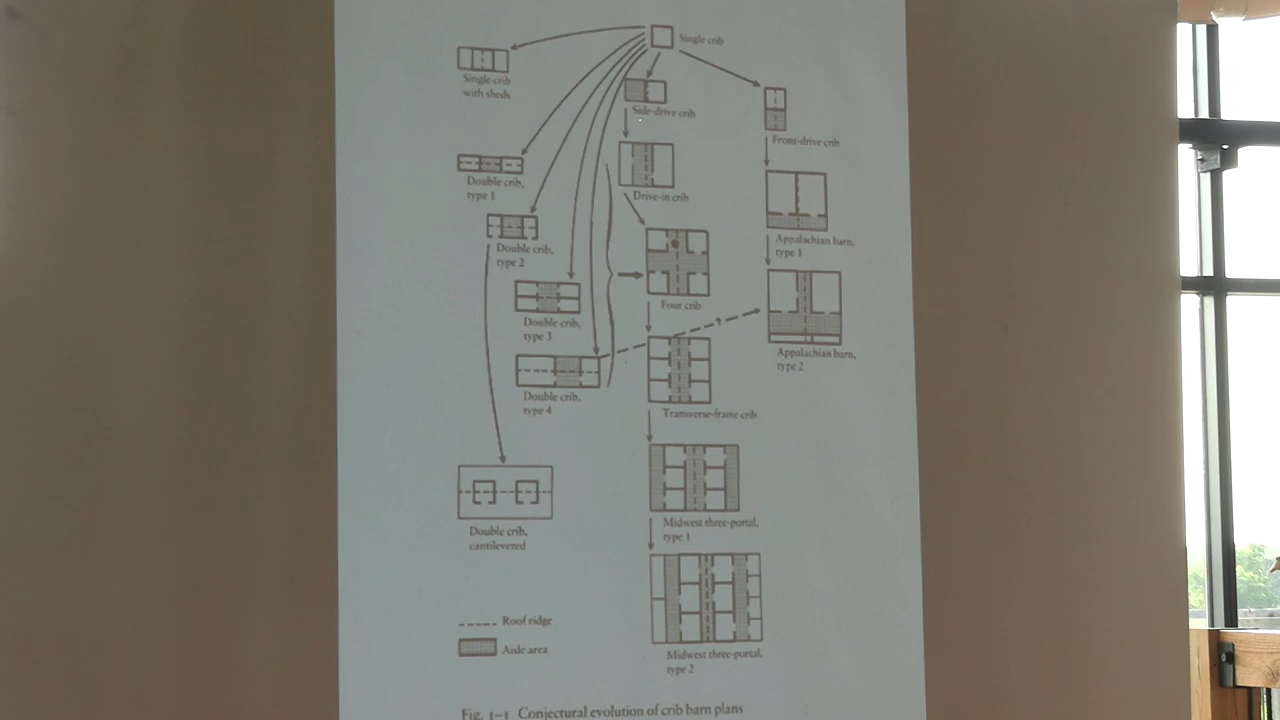 Single crib
Single crib
with sheds
Side-drive crib
Front-drive crib
Double crib,
type 1
Drive-in crib
Double crib,
type 2
Appalachian barn,
type 1
Four crib
Double crib,
type 3
Appalachian barn,
type 2
Double crib,
type 4
Transverse-frame crib
Double crib,
cantilevered
Midwest three-portal,
type 1
Roof ridge
Aisle area
Midwest three-portal,
type 2
Fig. 1–1 Conjectural evolution of crib barn plans